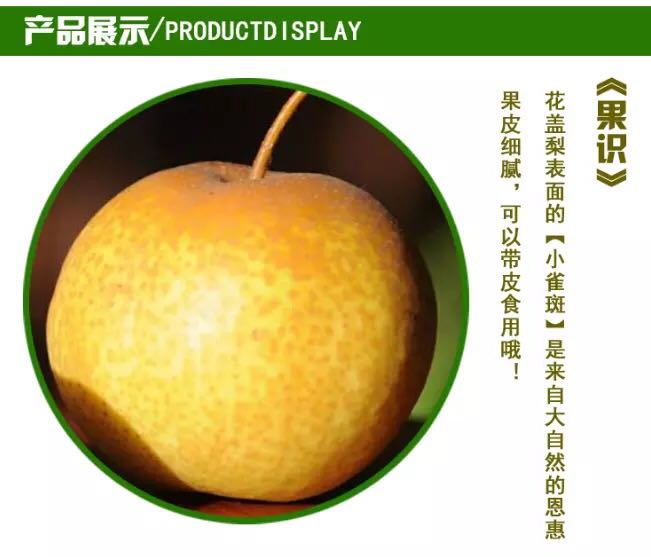 产品展示/PRODUCTDISPLAY
《果识》
花盖梨表面的【小雀斑】是来自大自然的恩惠
果皮细腻，可以带皮食用哦！